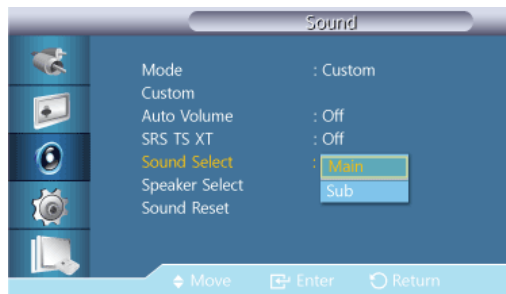 Sound
Mode : Custom
Custom
Auto Volume : Off
SRS TS XT : Off
Sound Select : Main
Sub
Speaker Select
Sound Reset
Move Enter Return